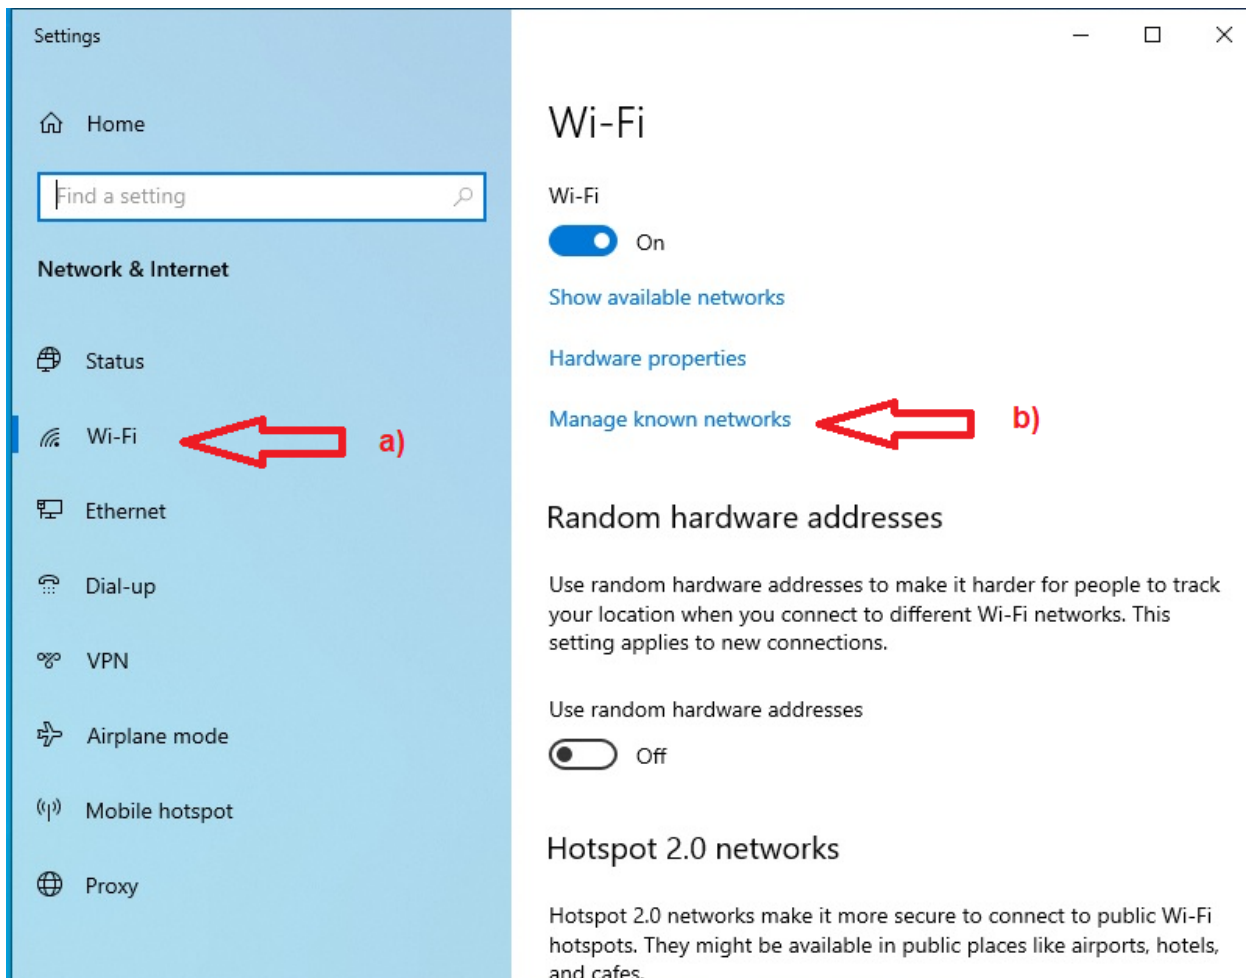 Settings
Home
Find a setting
Network & Internet
Status
Wi-Fi
a)
Ethernet
Dial-up
VPN
Airplane mode
Mobile hotspot
Proxy
Wi-Fi
Wi-Fi
On
Show available networks
Hardware properties
Manage known networks
b)
Random hardware addresses
Use random hardware addresses to make it harder for people to track
your location when you connect to different Wi-Fi networks. This
setting applies to new connections.
Use random hardware addresses
Off
Hotspot 2.0 networks
Hotspot 2.0 networks make it more secure to connect to public Wi-Fi
hotspots. They might be available in public places like airports, hotels,
and cafes.